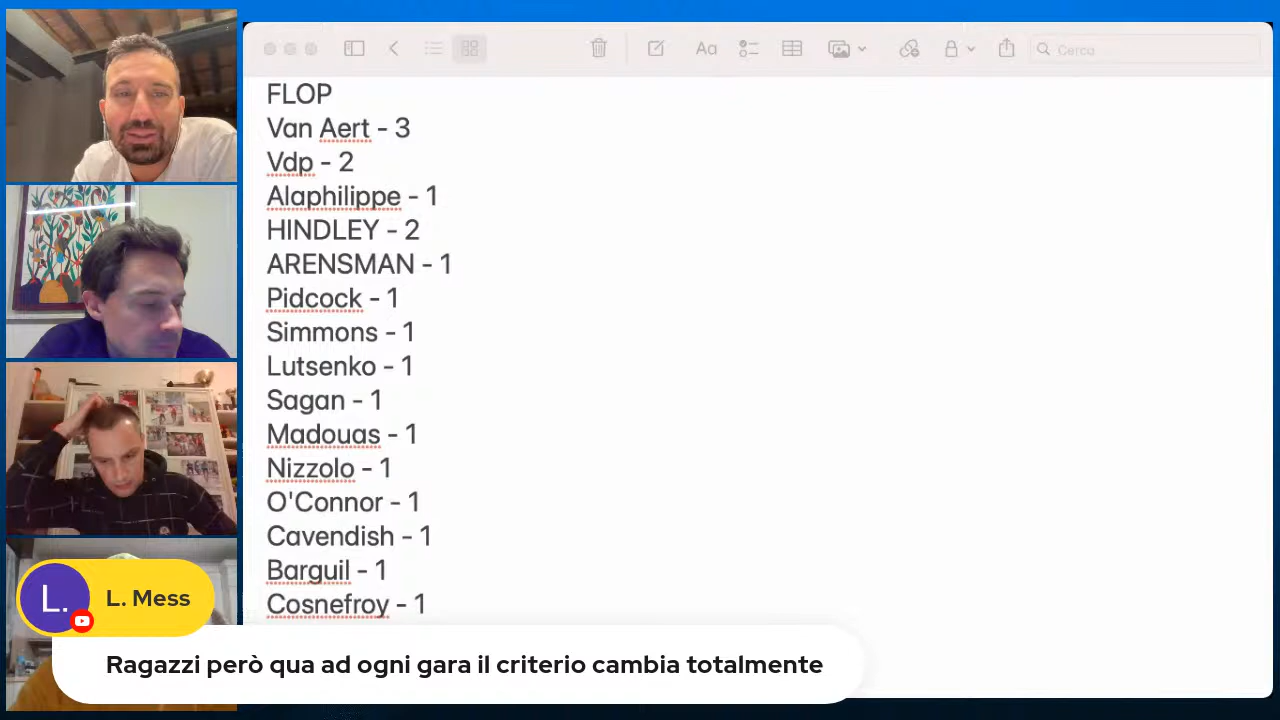 Cerca
FLOP
Van Aert - 3
Vdp - 2
Alaphilippe - 1
HINDLEY - 2
ARENSMAN - 1
Pidcock - 1
Simmons - 1
Lutsenko - 1
Sagan - 1
Madouas - 1
Nizzolo - 1
O'Connor - 1
Cavendish - 1
Barguil - 1
Cosnefroy - 1
L. L. Mess
Ragazzi però qua ad ogni gara il criterio cambia totalmente